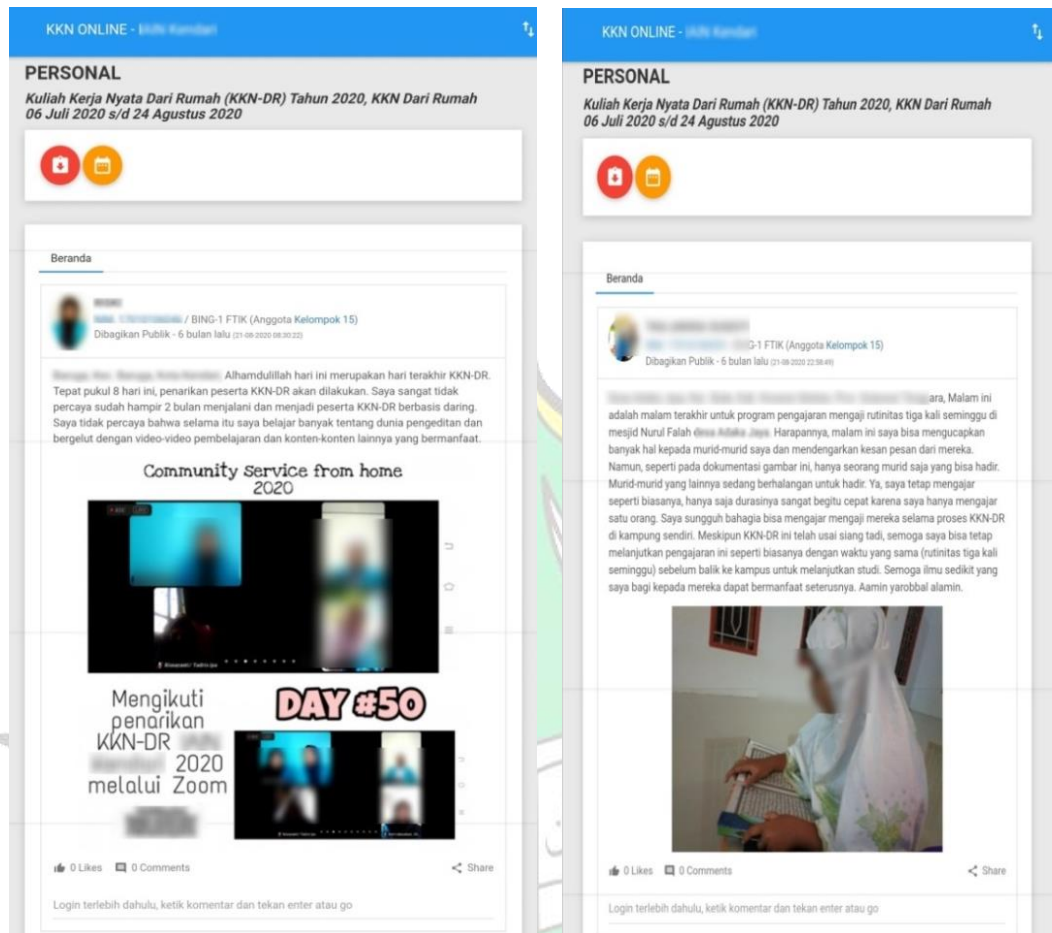 KKN ONLINE -
PERSONAL
Kuliah Kerja Nyata Dari Rumah (KKN-DR) Tahun 2020, KKN Dari Rumah
06 Juli 2020 s/d 24 Agustus 2020
Beranda
/ BING-1 FTIK (Anggota Kelompok 15)
Dibagikan Publik - 6 bulan lalu (21-08-2020 08:30:22)
Alhamdulillah hari ini merupakan hari terakhir KKN-DR.
Tepat pukul 8 hari ini, penarikan peserta KKN-DR akan dilakukan. Saya sangat tidak
percaya sudah hampir 2 bulan menjalani dan menjadi peserta KKN-DR berbasis daring.
Saya tidak percaya bahwa selama itu saya belajar banyak tentang dunia pengeditan dan
bergelut dengan video-video pembelajaran dan konten-konten lainnya yang bermanfaat.
Community service from home
2020
Mengikuti
penarikan
KKN-DR
2020
melalui Zoom
DAY #50
0 Likes 0 Comments Share
Login terlebih dahulu, ketik komentar dan tekan enter atau go
KKN ONLINE -
PERSONAL
Kuliah Kerja Nyata Dari Rumah (KKN-DR) Tahun 2020, KKN Dari Rumah
06 Juli 2020 s/d 24 Agustus 2020
Beranda
G-1 FTIK (Anggota Kelompok 15)
Dibagikan Publik - 6 bulan lalu (21-08-2020 22:58:49)
ara, Malam ini
adalah malam terakhir untuk program pengajaran mengaji rutinitas tiga kali seminggu di
mesjid Nurul Falah
Harapannya, malam ini saya bisa mengucapkan
banyak hal kepada murid-murid saya dan mendengarkan kesan pesan dari mereka.
Namun, seperti pada dokumentasi gambar ini, hanya seorang murid saja yang bisa hadir.
Murid-murid yang lainnya sedang berhalangan untuk hadir. Ya, saya tetap mengajar
seperti biasanya, hanya saja durasinya sangat begitu cepat karena saya hanya mengajar
satu orang. Saya sungguh bahagia bisa mengajar mengaji mereka selama proses KKN-DR
di kampung sendiri. Meskipun KKN-DR ini telah usai siang tadi, semoga saya bisa tetap
melanjutkan pengajaran ini seperti biasanya dengan waktu yang sama (rutinitas tiga kali
seminggu) sebelum balik ke kampus untuk melanjutkan studi. Semoga ilmu sedikit yang
saya bagi kepada mereka dapat bermanfaat seterusnya. Aamin yarobbal alamin.
0 Likes 0 Comments Share
Login terlebih dahulu, ketik komentar dan tekan enter atau go